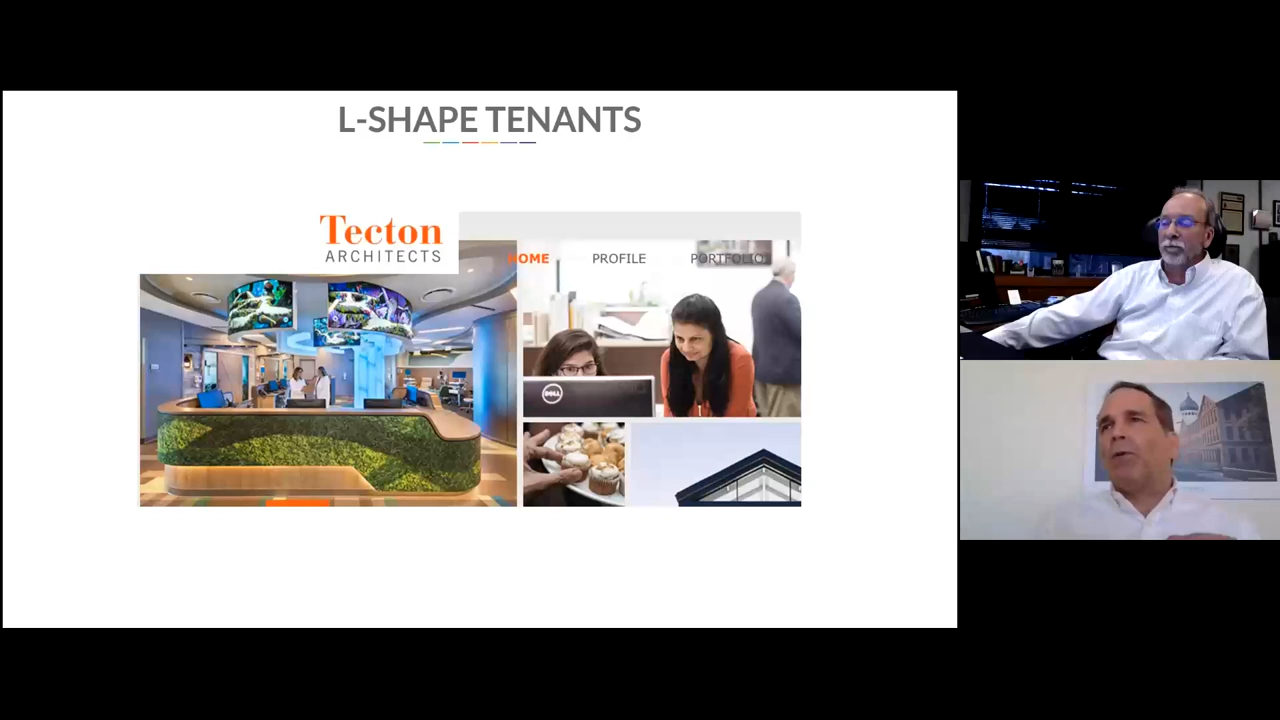 L-SHAPE TENANTS
Tecton
ARCHITECTS
HOME PROFILE PORTFOLIO
DELL